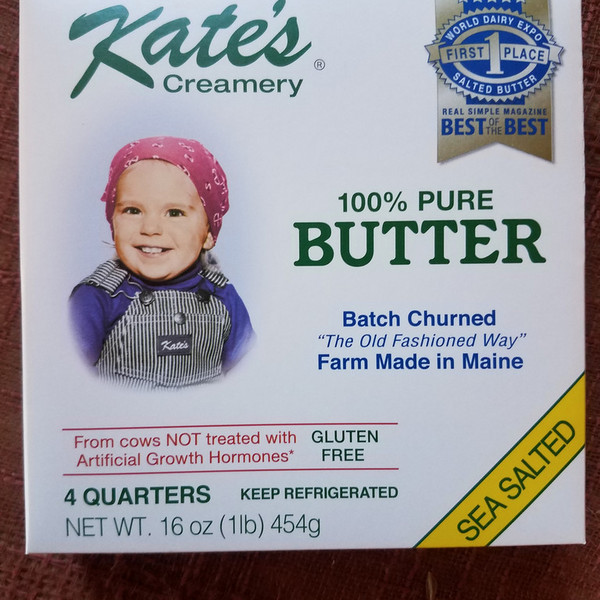 Kate's
Creamery ®
WORLD DAIRY EXPO
FIRST 1 PLACE
SALTED BUTTER
REAL SIMPLE MAGAZINE
BEST OF THE BEST
100% PURE
BUTTER
Batch Churned
“The Old Fashioned Way”
Farm Made in Maine
Kate's
From cows NOT treated with
Artificial Growth Hormones*
GLUTEN
FREE
4 QUARTERS
KEEP REFRIGERATED
NET WT. 16 oz (1lb) 454g
SEA SALTED